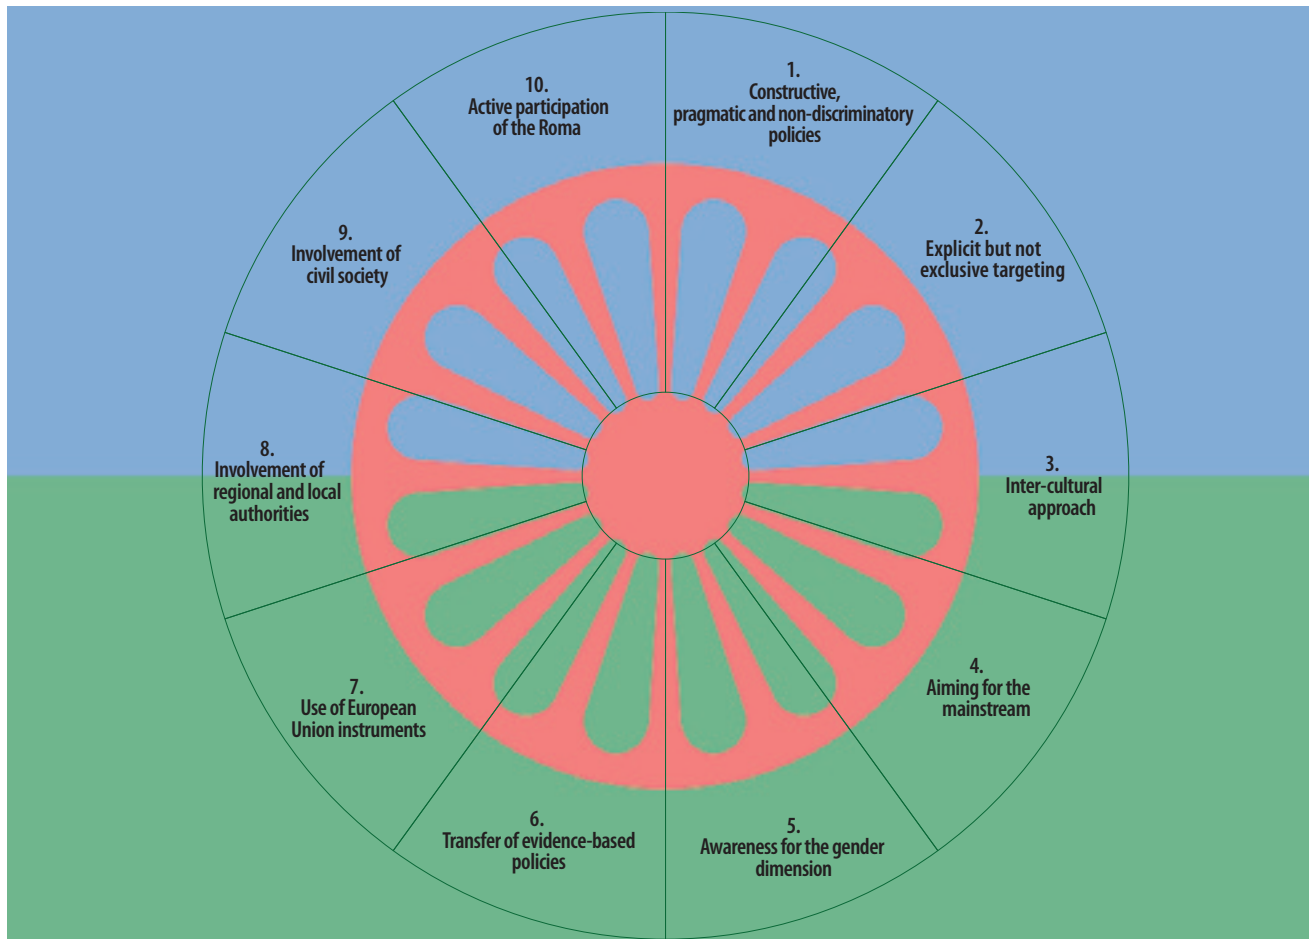 1.
Constructive,
pragmatic and non-discriminatory
policies
2.
Explicit but not
exclusive targeting
3.
Inter-cultural
approach
4.
Aiming for the
mainstream
5.
Awareness for the gender
dimension
6.
Transfer of evidence-based
policies
7.
Use of European
Union instruments
8.
Involvement of
regional and local
authorities
9.
Involvement of
civil society
10.
Active participation
of the Roma